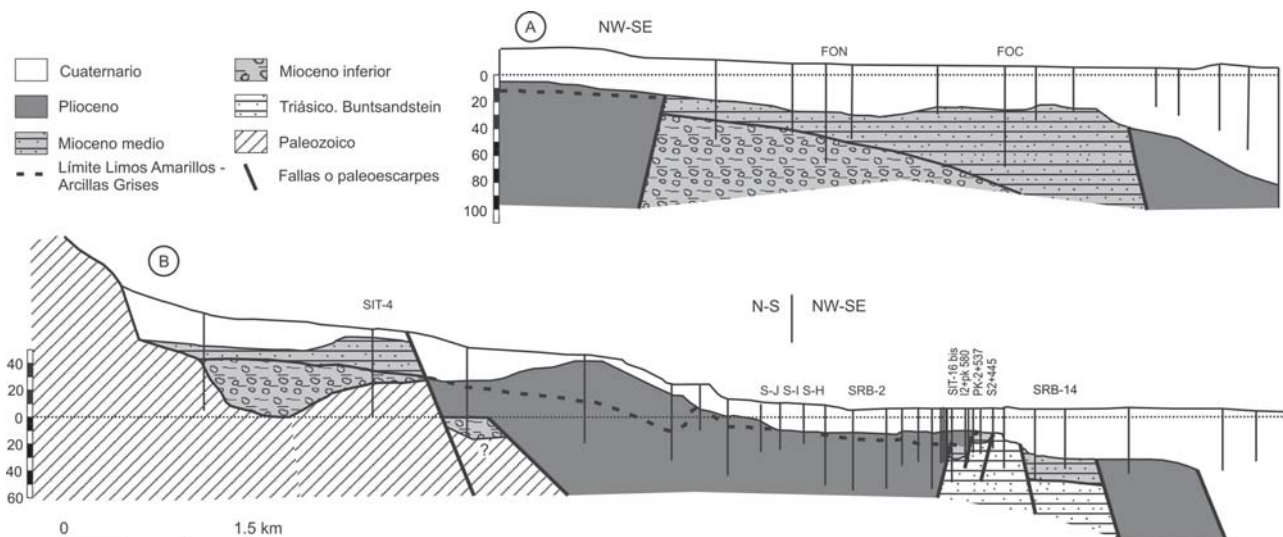 A NW-SE
Cuaternario
Plioceno
Mioceno medio
Límite Limos Amarillos -
Arcillas Grises
Mioceno inferior
Triásico. Buntsandstein
Paleozoico
Fallas o paleoescarpes
FON FOC
0
20
40
60
80
100
B
SIT-4
N-S NW-SE
40
20
0
20
40
60
S-J S-I S-H SRB-2
SIT-16 bis
I2+pk 580
PK-2+537
S2+445
SRB-14
?
0 1.5 km